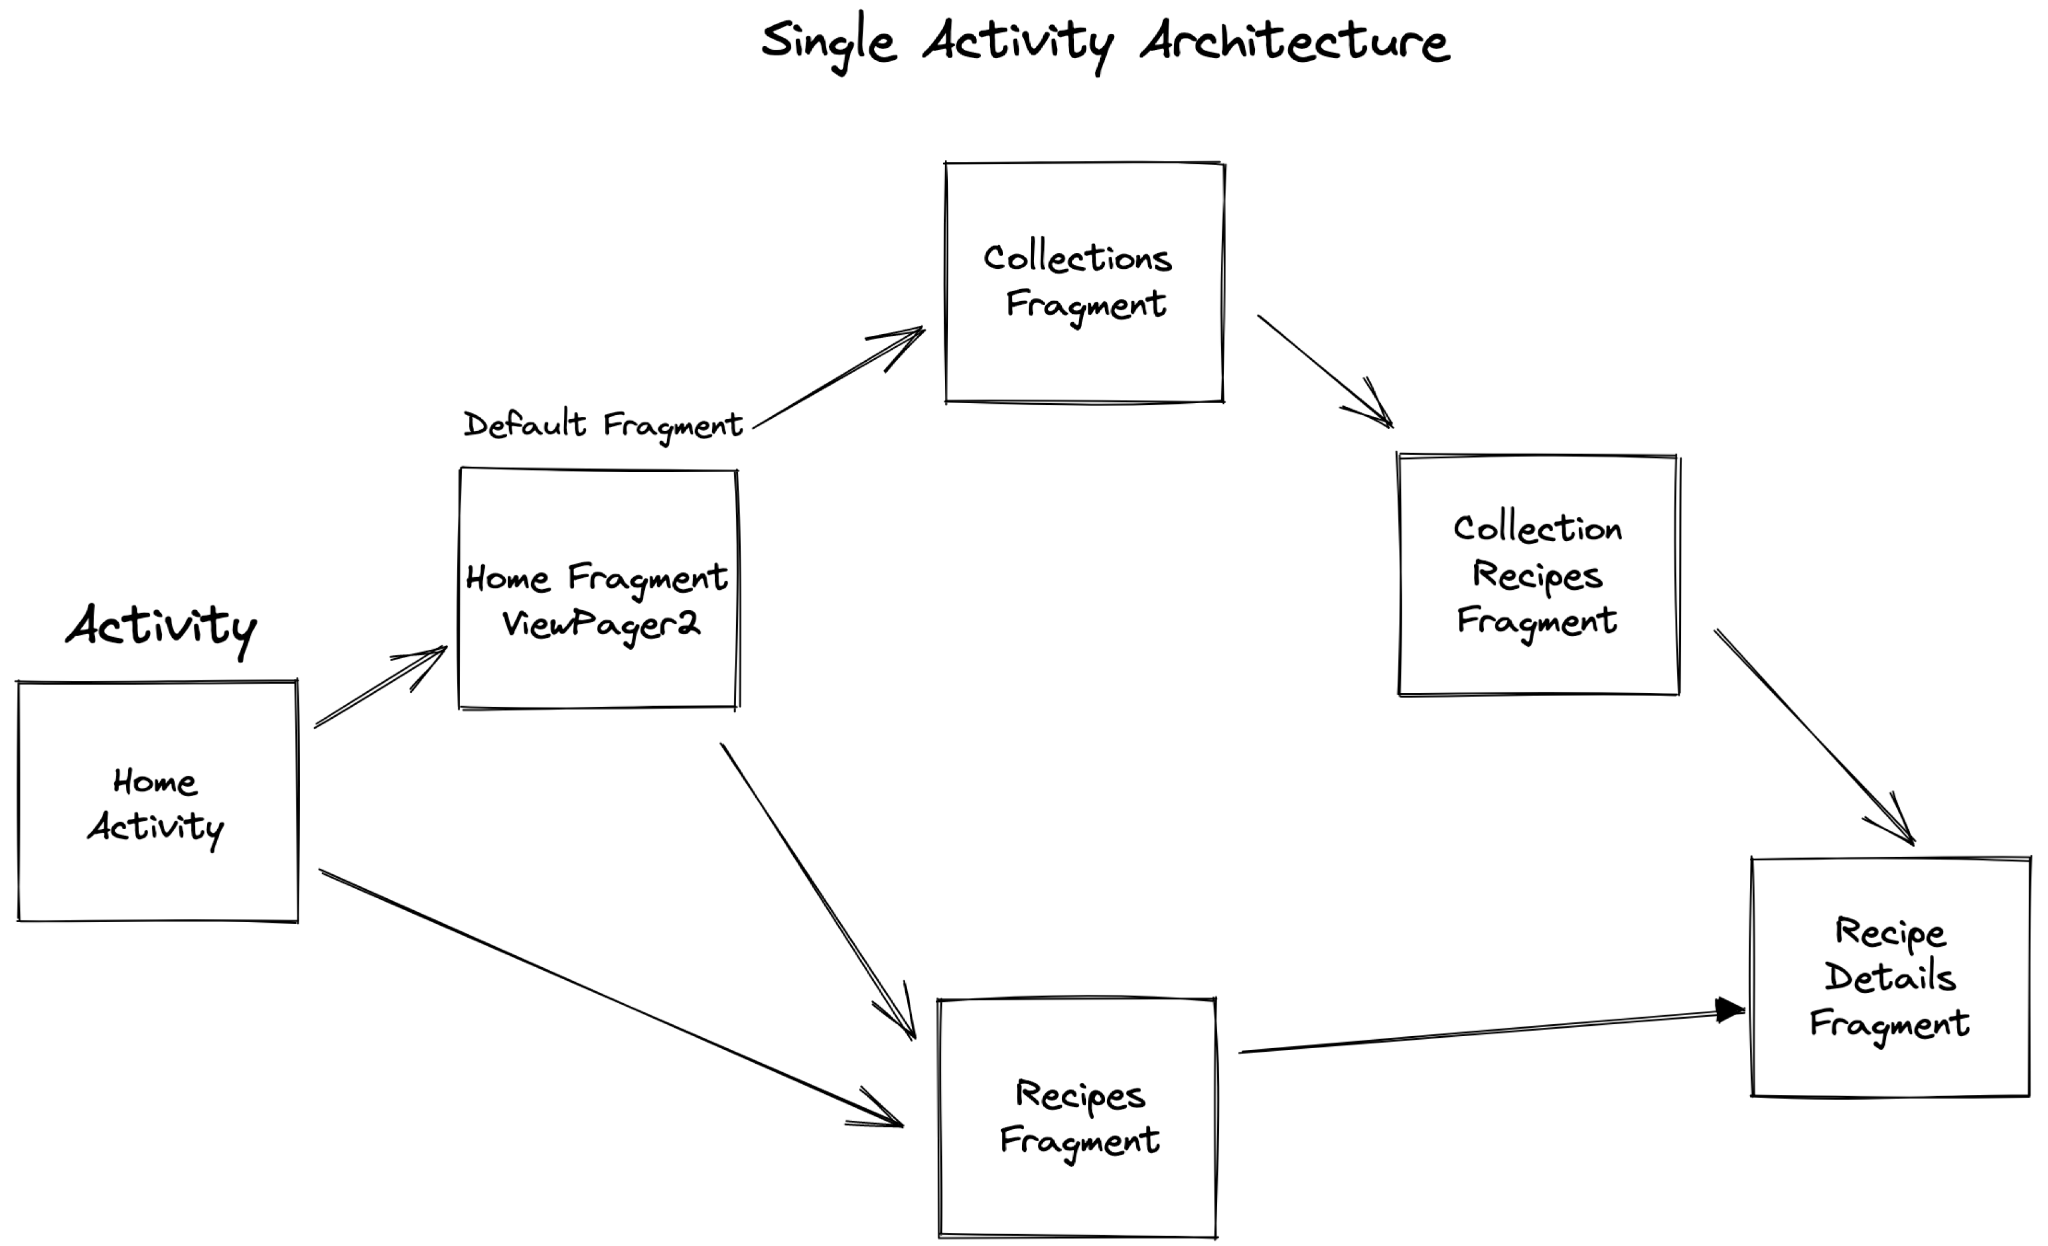 Single Activity Architecture
Collections
Fragment
Default Fragment
Home Fragment
ViewPager2
Collection
Recipes
Fragment
Activity
Home
Activity
Recipe
Details
Fragment
Recipes
Fragment